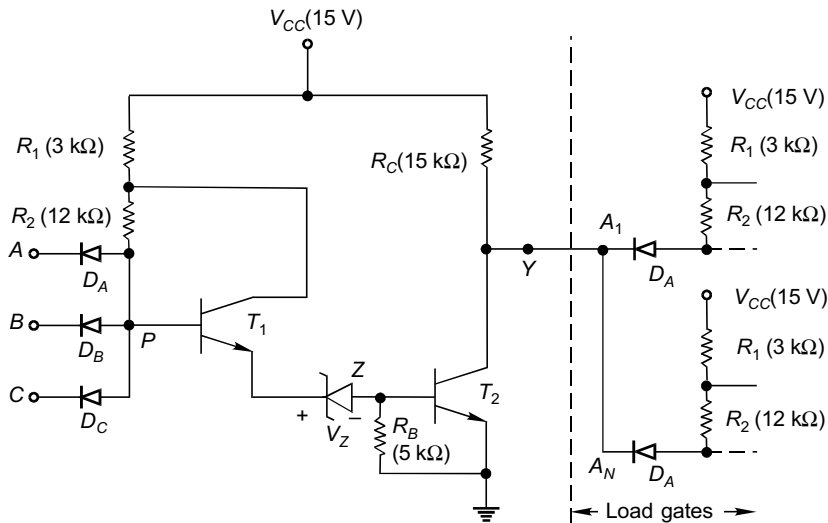 V_CC(15 V)
R_1 (3 kΩ)
R_C(15 kΩ)
R_2 (12 kΩ)
A
D_A
B
D_B
P
T_1
C
D_C
Z
+
–
V_Z
R_B
(5 kΩ)
T_2
Y
A_1
V_CC(15 V)
R_1 (3 kΩ)
R_2 (12 kΩ)
D_A
V_CC(15 V)
R_1 (3 kΩ)
R_2 (12 kΩ)
A_N
D_A
Load gates